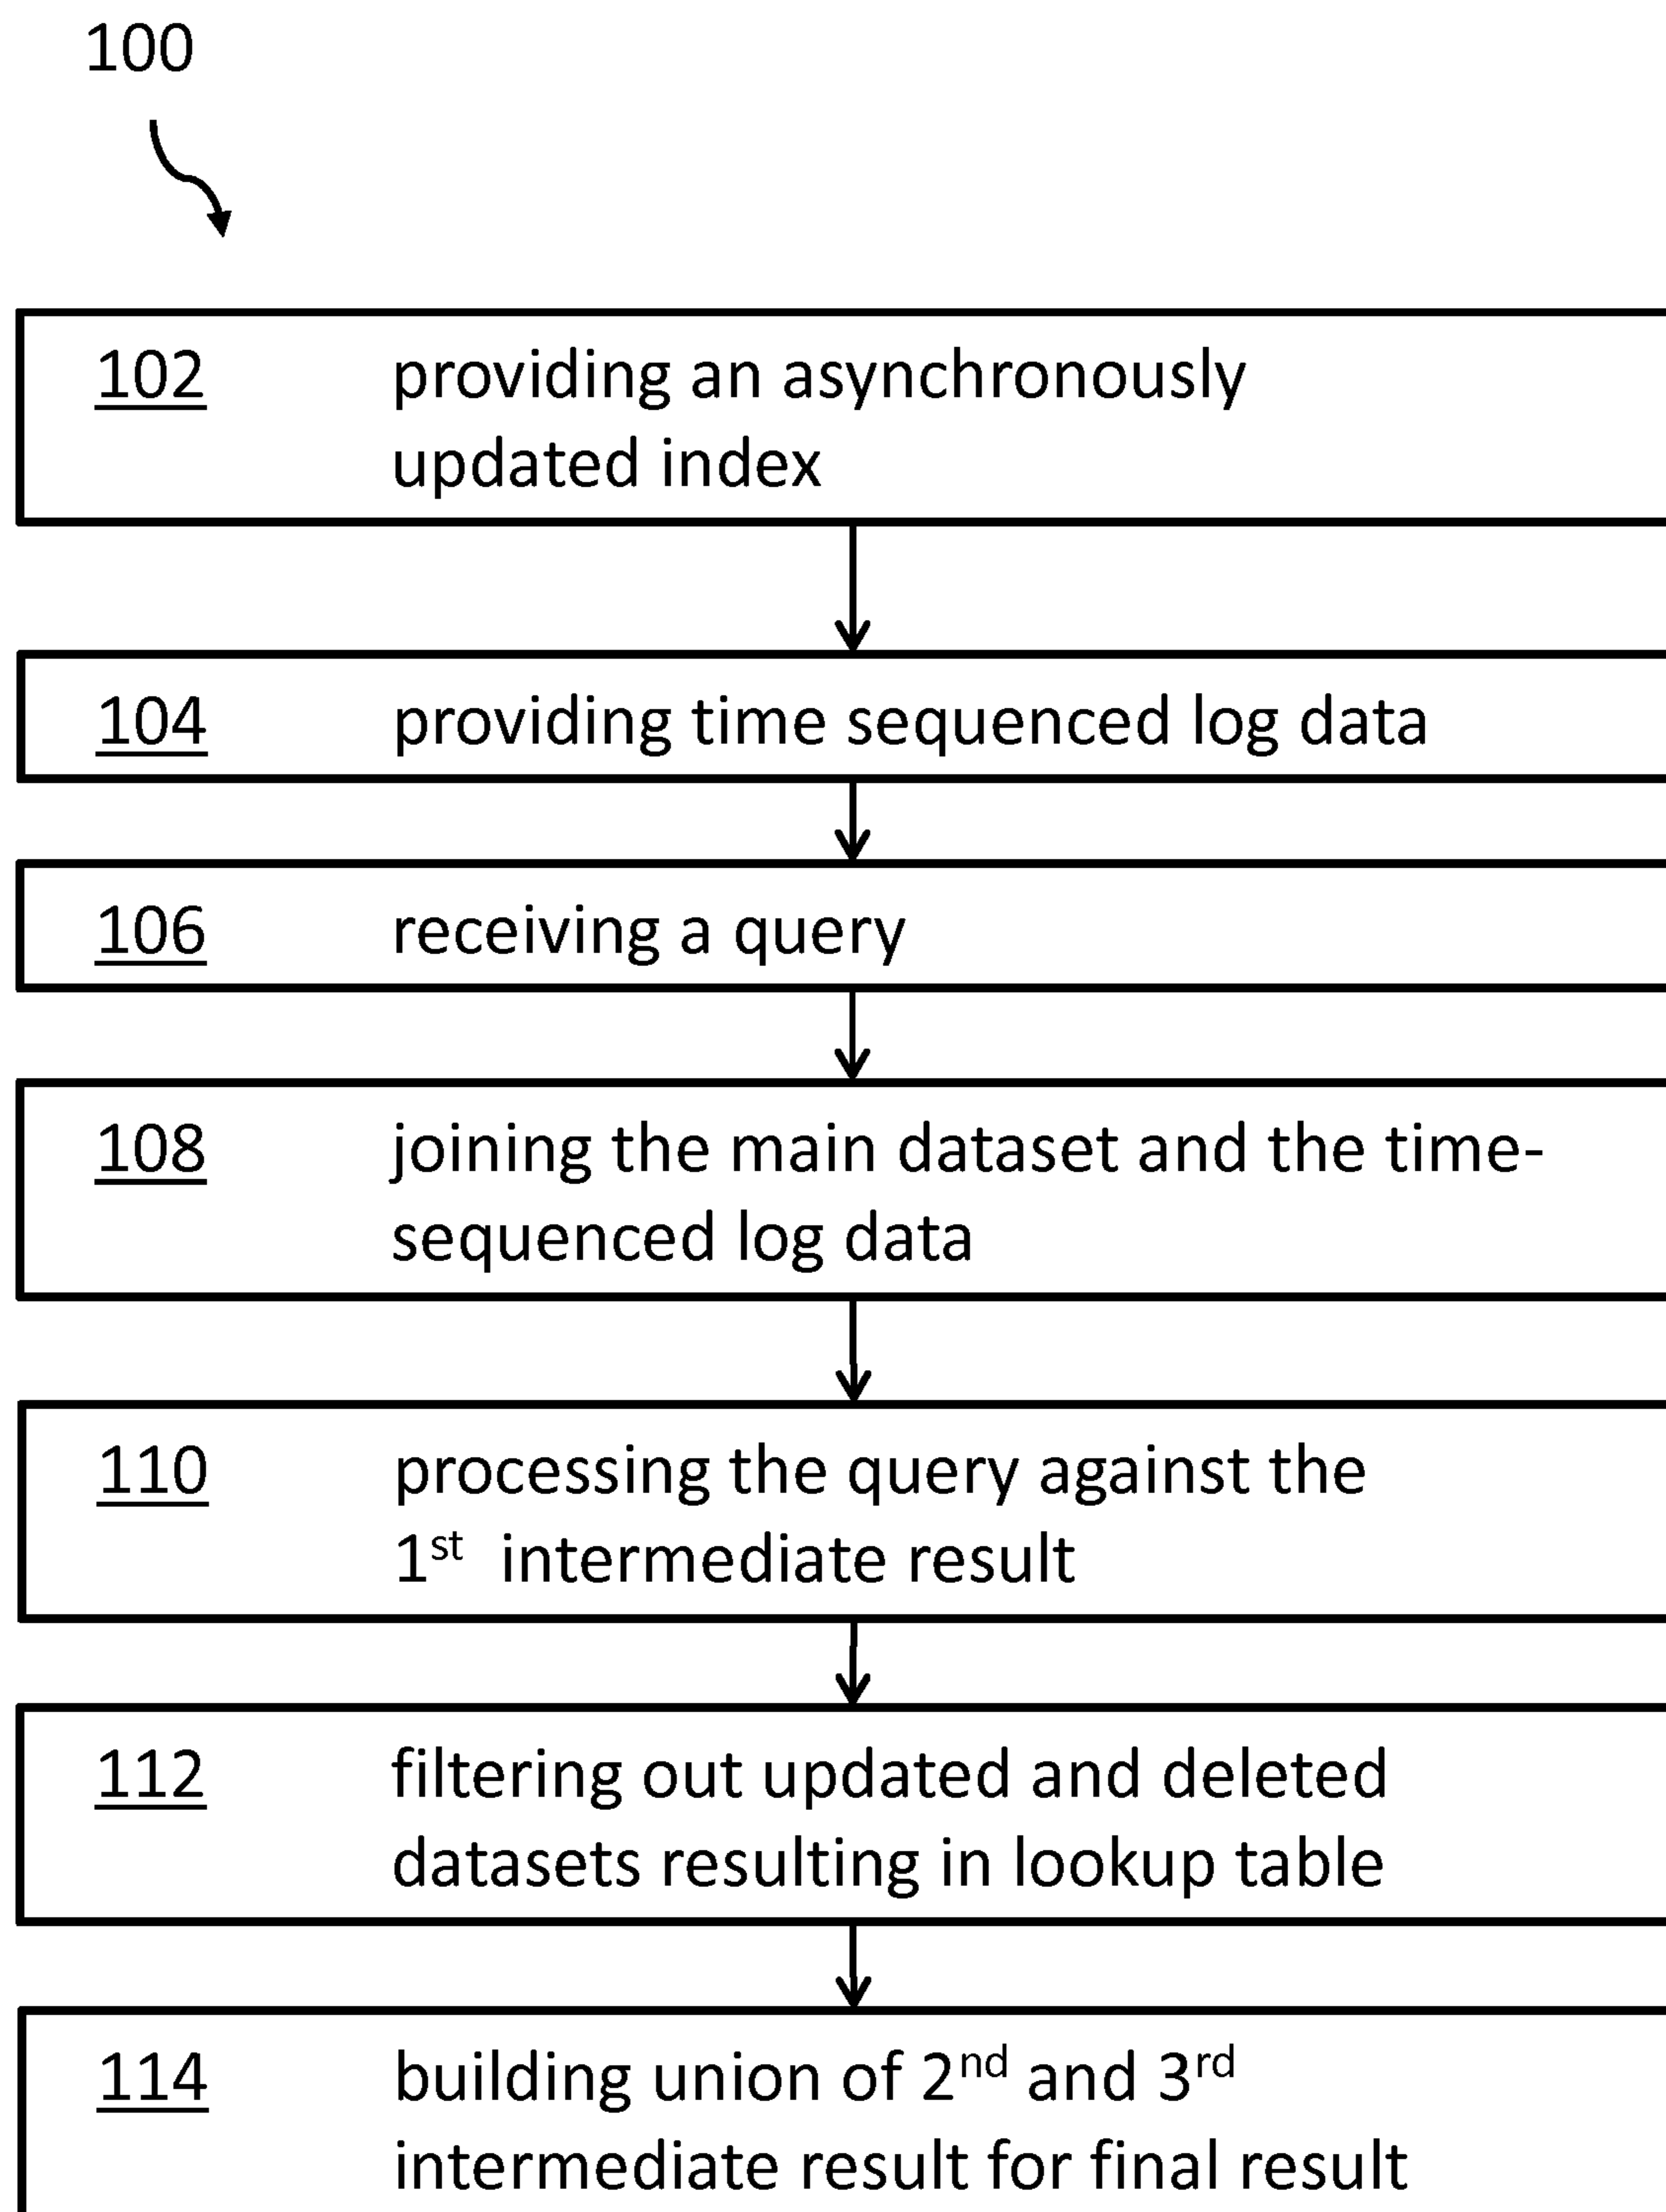 100
102 providing an asynchronously
updated index
104 providing time sequenced log data
106 receiving a query
108 joining the main dataset and the time-
sequenced log data
110 processing the query against the
1st intermediate result
112 filtering out updated and deleted
datasets resulting in lookup table
114 building union of 2nd and 3rd
intermediate result for final result